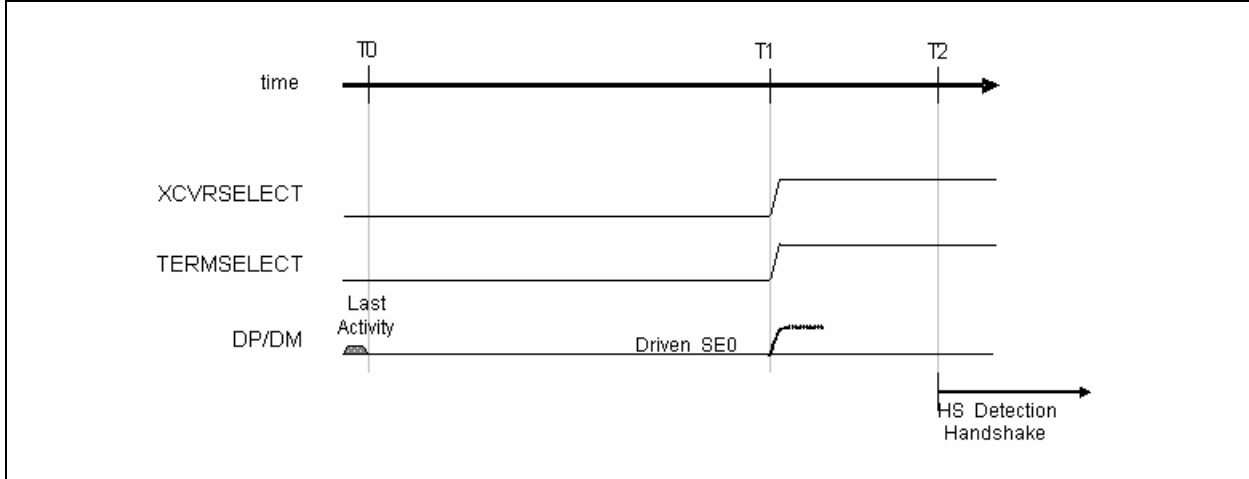 T0
T1
T2
time
XCVRSELECT
TERMSELECT
Last
Activity
DP/DM
Driven SE0
HS Detection
Handshake